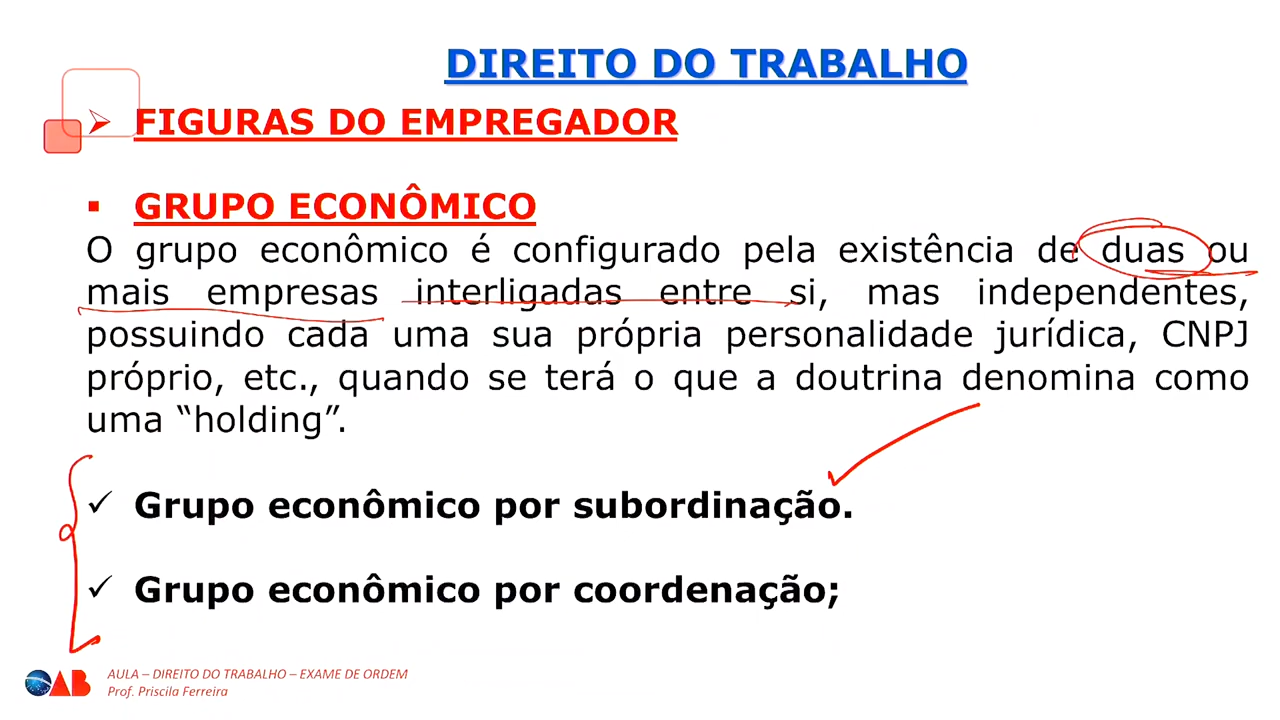 DIREITO DO TRABALHO
FIGURAS DO EMPREGADOR
GRUPO ECONÔMICO
O grupo econômico é configurado pela existência de duas ou
mais empresas interligadas entre si, mas independentes,
possuindo cada uma sua própria personalidade jurídica, CNPJ
próprio, etc., quando se terá o que a doutrina denomina como
uma “holding”.
Grupo econômico por subordinação.
Grupo econômico por coordenação;
OAB
AULA – DIREITO DO TRABALHO – EXAME DE ORDEM
Prof. Priscila Ferreira